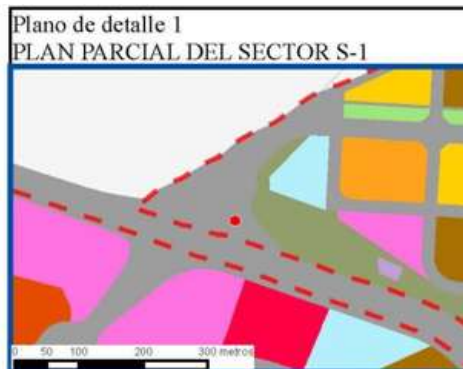 Plano de detalle 1
PLAN PARCIAL DEL SECTOR S-1
0 50 100 200 300 metros